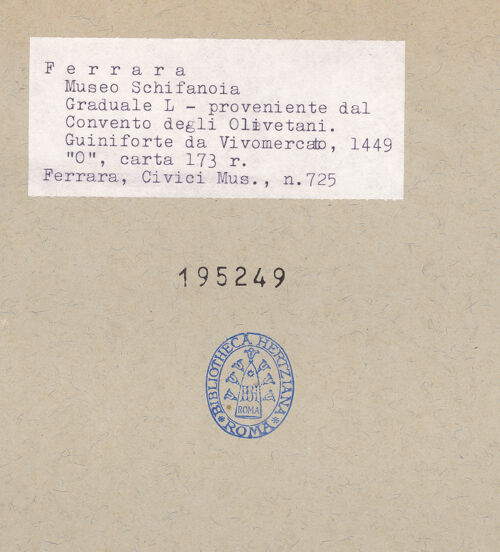 F e r r a r a
Museo Schifanoia
Graduale L - proveniente dal
Convento degli Olivetani.
Guiniforte da Vivomercato, 1449
"O", carta 173 r.
Ferrara, Civici Mus., n.725
195249
*BIBLIOTHECA HERTZIANA*
ROMA
ROMA